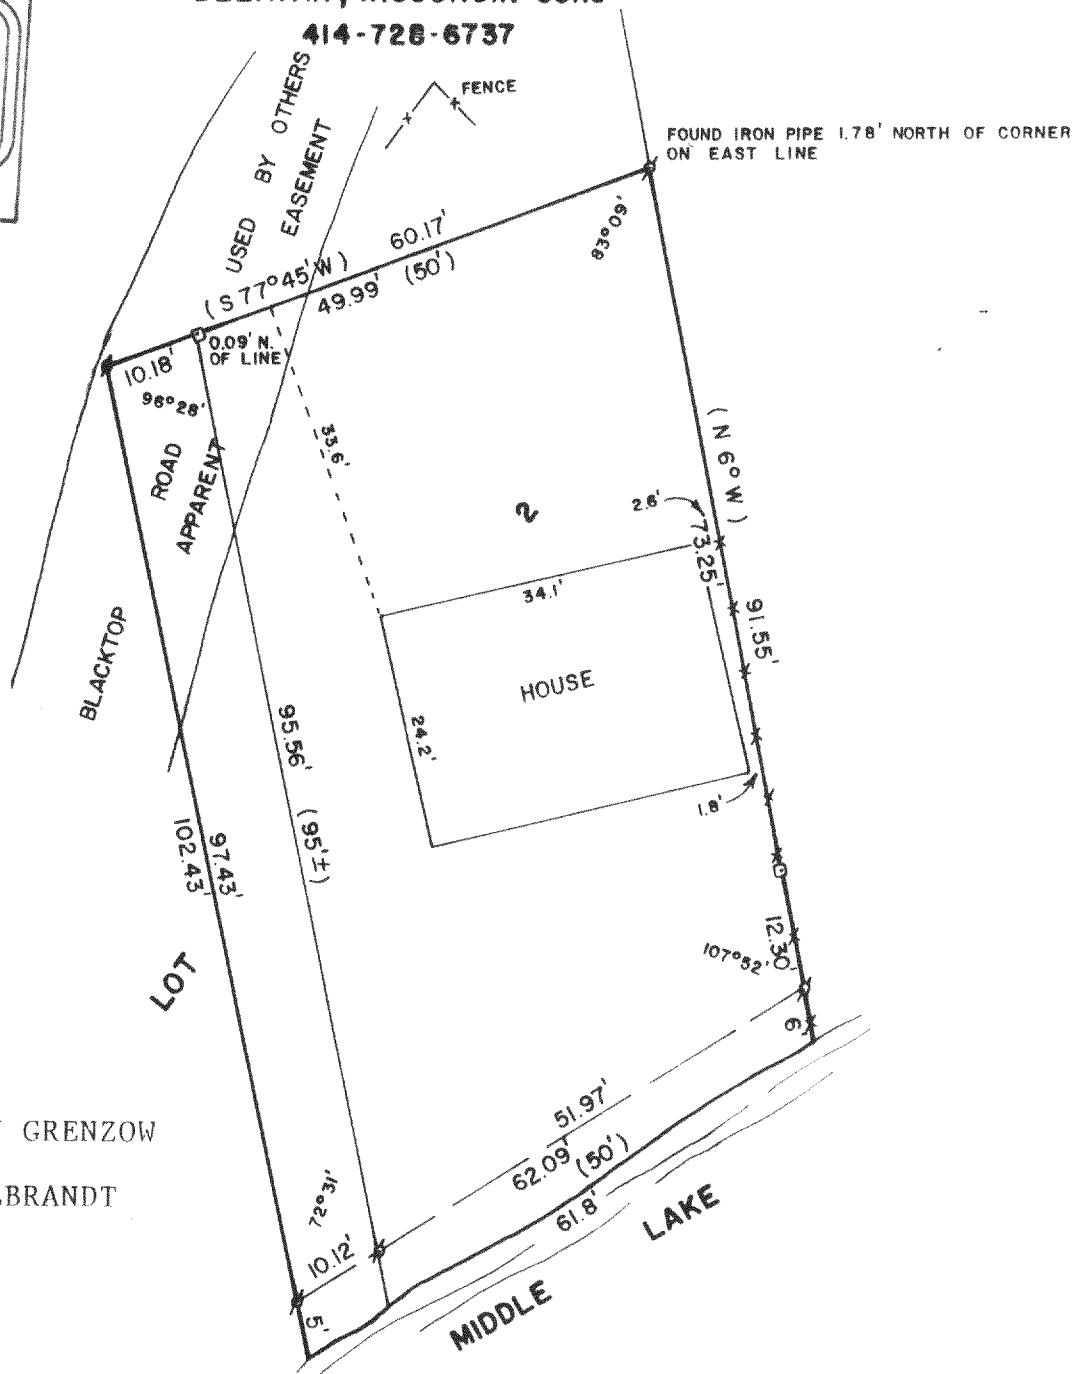 414-728-6737
FENCE
FOUND IRON PIPE 1.78' NORTH OF CORNER
ON EAST LINE
USED BY OTHERS
EASEMENT
60.17'
(S 77°45' W)
49.99' (50')
83°09'
0.09' N.
OF LINE
10.18'
96°28'
ROAD
APPARENT
33.6'
2
2.6'
(N 6° W)
73.25'
91.55'
34.1'
HOUSE
24.2'
1.8'
BLACKTOP
95.56' (95'±)
97.43'
102.43'
12.30'
107°52'
6'
LOT
51.97'
62.09' (50')
61.8'
72°31'
10.12'
5'
MIDDLE LAKE
GRENZOW
BRANDT